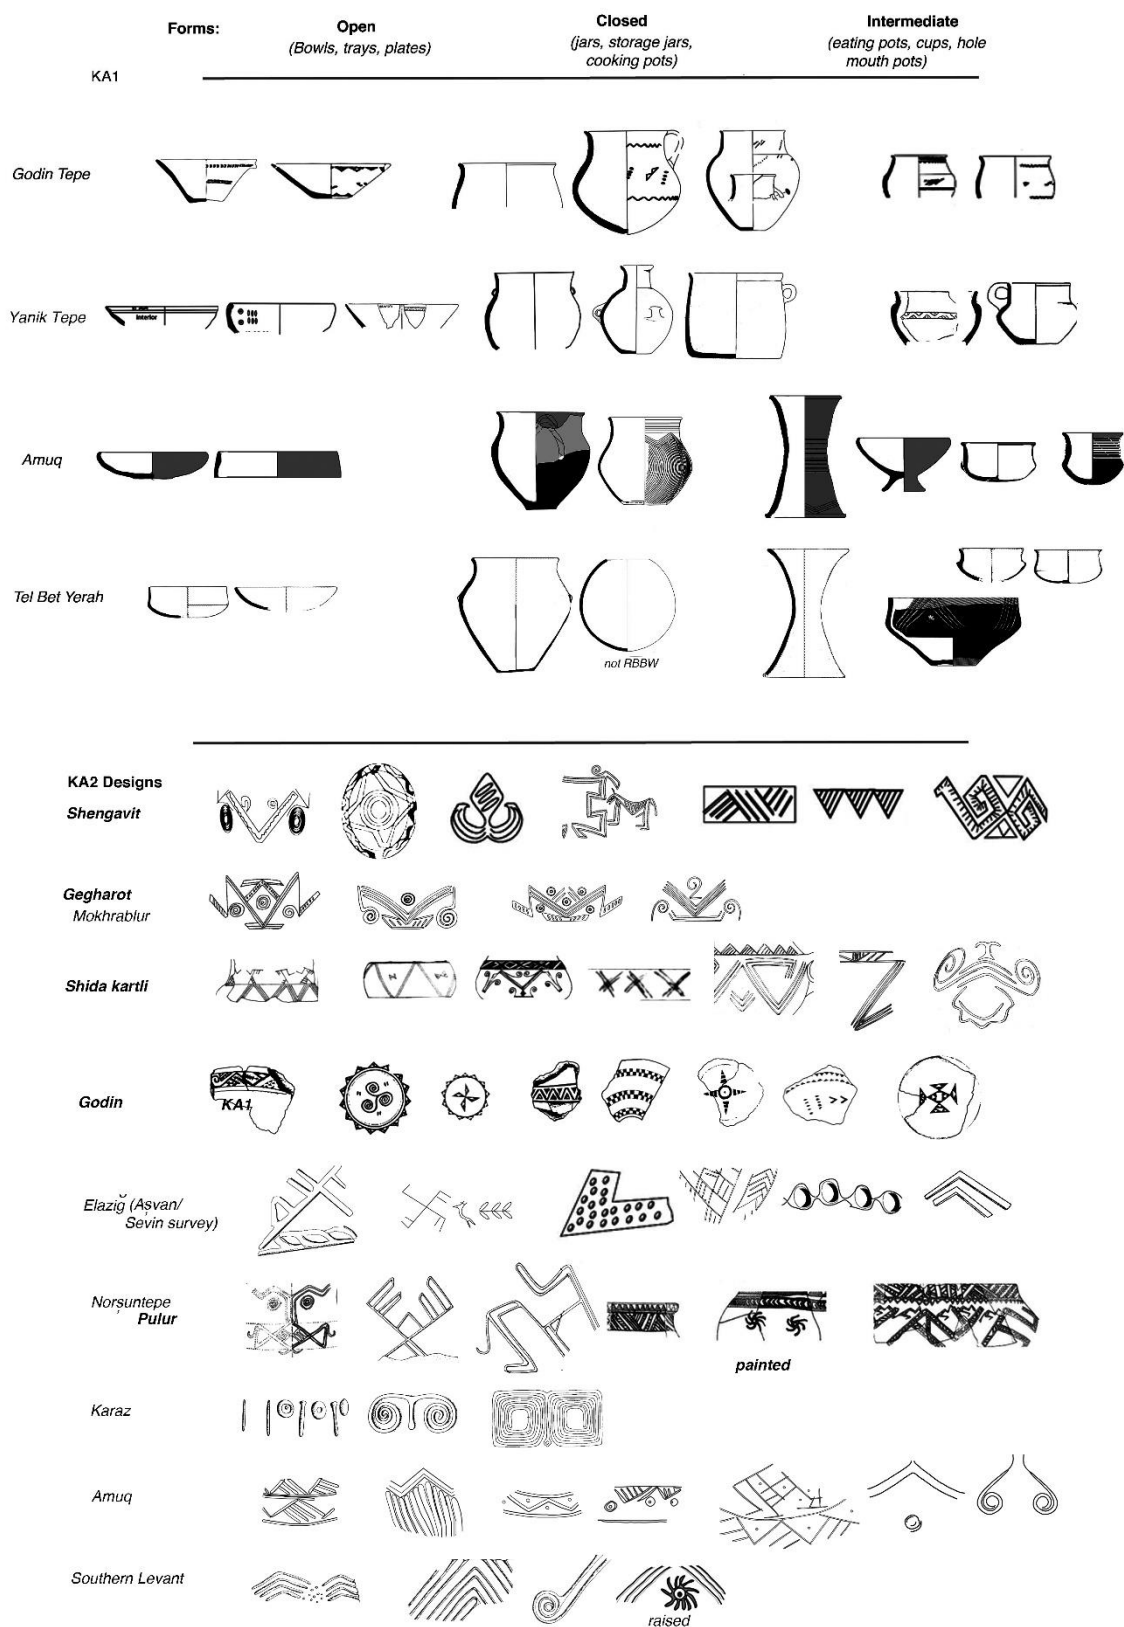 Forms:
Open
(Bowls, trays, plates)
Closed
(jars, storage jars,
cooking pots)
Intermediate
(eating pots, cups, hole
mouth pots)
KA1
Godin Tepe
Yanik Tepe
Interior
Amuq
Tel Bet Yerah
not RBBW
KA2 Designs
Shengavit
Gegharot
Mokhrablur
Shida kartli
Godin
KA1
Elazığ (Aşvan/
Sevin survey)
Norşuntepe
Pulur
painted
Karaz
Amuq
Southern Levant
raised